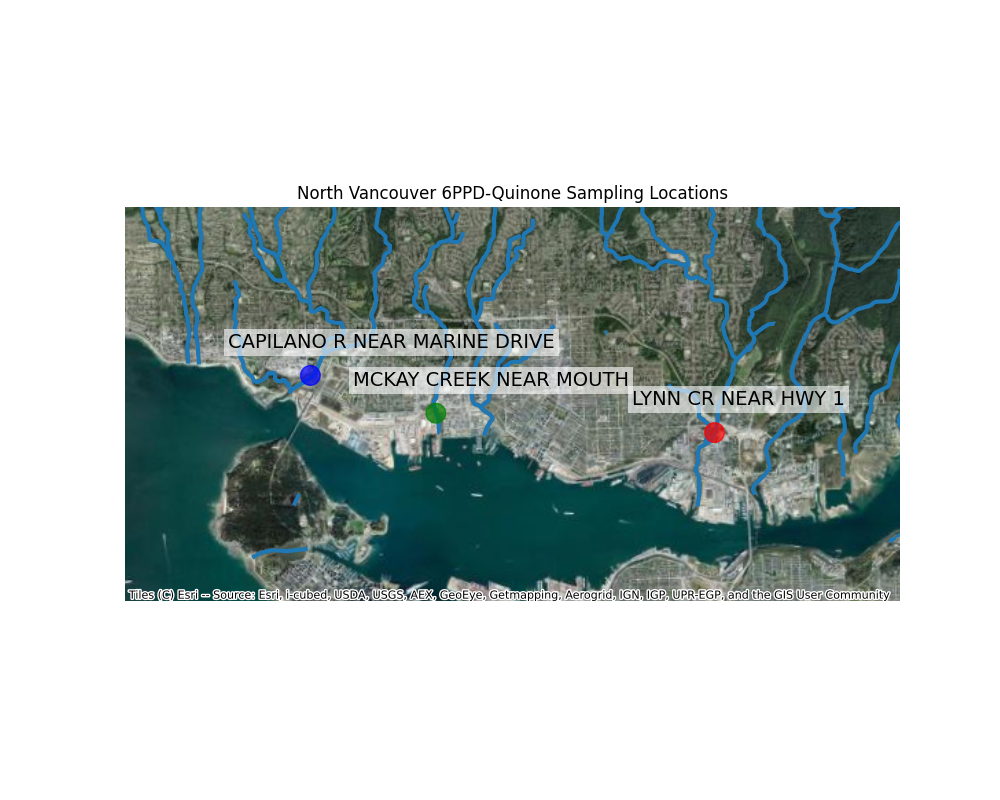 North Vancouver 6PPD-Quinone Sampling Locations
CAPILANO R NEAR MARINE DRIVE
MCKAY CREEK NEAR MOUTH
LYNN CR NEAR HWY 1
Tiles (C) Esri -- Source: Esri, i-cubed, USDA, USGS, AEX, GeoEye, Getmapping, Aerogrid, IGN, IGP, UPR-EGP, and the GIS User Community